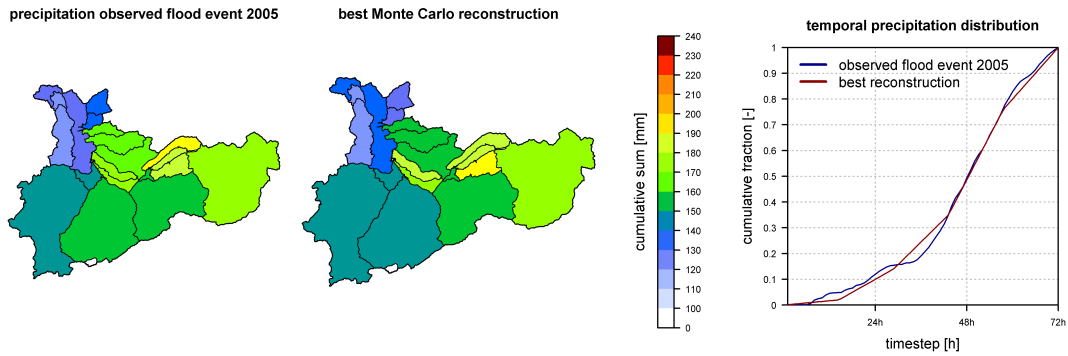 precipitation observed flood event 2005
best Monte Carlo reconstruction
cumulative sum [mm]
240
230
220
210
200
190
180
170
160
150
140
130
120
110
100
0
temporal precipitation distribution
observed flood event 2005
best reconstruction
cumulative fraction [-]
1
0.9
0.8
0.7
0.6
0.5
0.4
0.3
0.2
0.1
0
24h
48h
72h
timestep [h]